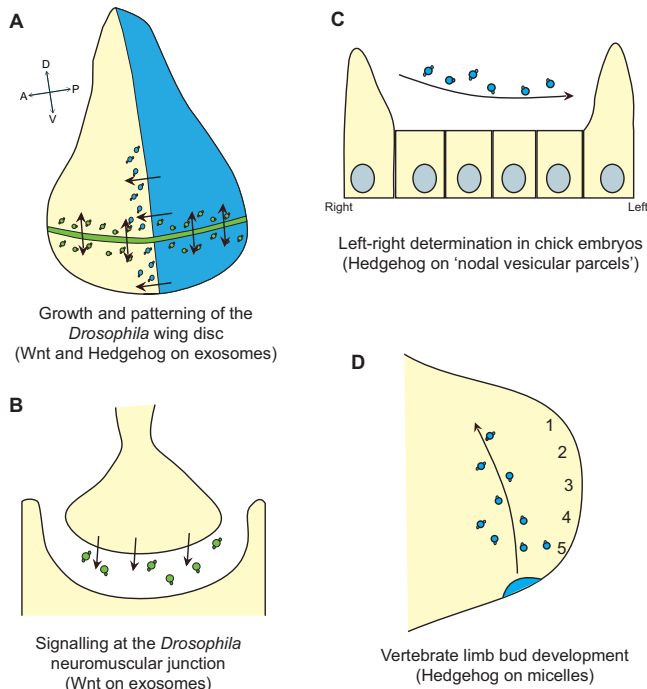 A
D
A
P
V
Growth and patterning of the
Drosophila wing disc
(Wnt and Hedgehog on exosomes)
B
Signalling at the Drosophila
neuromuscular junction
(Wnt on exosomes)
C
Right
Left
Left-right determination in chick embryos
(Hedgehog on ‘nodal vesicular parcels’)
D
1
2
3
4
5
Vertebrate limb bud development
(Hedgehog on micelles)